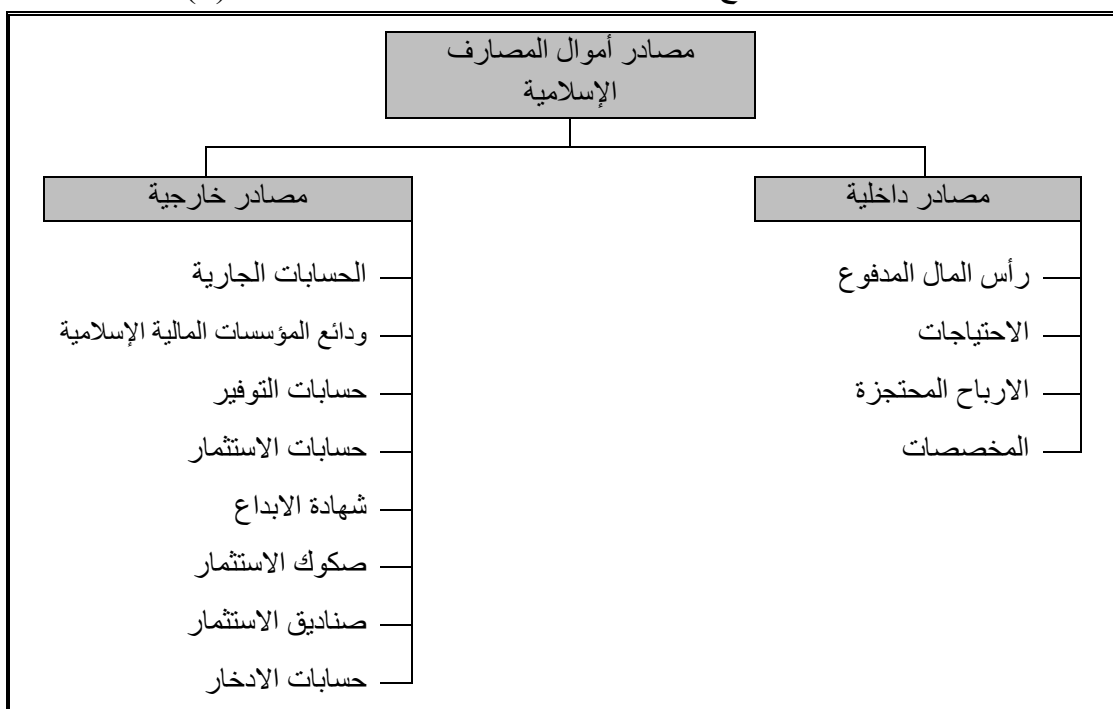 مصادر أموال المصارف
الإسلامية
مصادر داخلية
رأس المال المدفوع
الاحتياجات
الارباح المحتجزة
المخصصات
مصادر خارجية
الحسابات الجارية
ودائع المؤسسات المالية الإسلامية
حسابات التوفير
حسابات الاستثمار
شهادة الابداع
صكوك الاستثمار
صناديق الاستثمار
حسابات الادخار